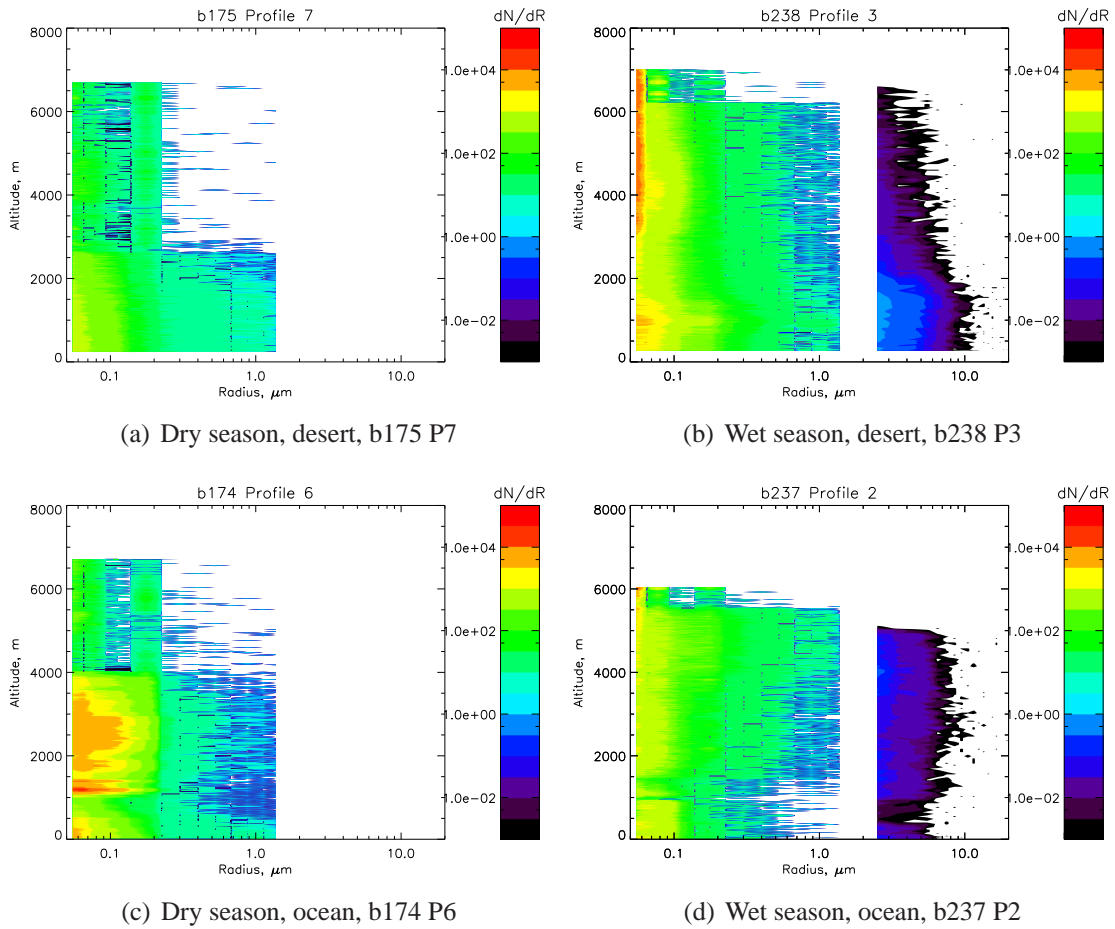 b175 Profile 7
dN/dR
8000
6000
4000
2000
0
Altitude, m
0.1
1.0
10.0
Radius, μm
1.0e+04
1.0e+02
1.0e+00
1.0e-02
(a) Dry season, desert, b175 P7
b238 Profile 3
dN/dR
8000
6000
4000
2000
0
Altitude, m
0.1
1.0
10.0
Radius, μm
1.0e+04
1.0e+02
1.0e+00
1.0e-02
(b) Wet season, desert, b238 P3
b174 Profile 6
dN/dR
8000
6000
4000
2000
0
Altitude, m
0.1
1.0
10.0
Radius, μm
1.0e+04
1.0e+02
1.0e+00
1.0e-02
(c) Dry season, ocean, b174 P6
b237 Profile 2
dN/dR
8000
6000
4000
2000
0
Altitude, m
0.1
1.0
10.0
Radius, μm
1.0e+04
1.0e+02
1.0e+00
1.0e-02
(d) Wet season, ocean, b237 P2